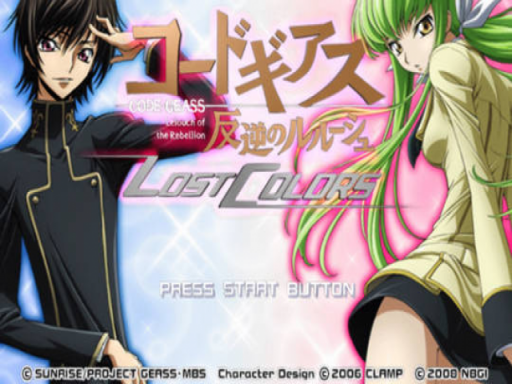 コードギアス
CODE GEASS
Lelouch of
the Rebellion
反逆のルルーシュ
LOST COLORS
PRESS START BUTTON
© SUNRISE/PROJECT GEASS・MBS Character Design © 2006 CLAMP © 2008 NBGI